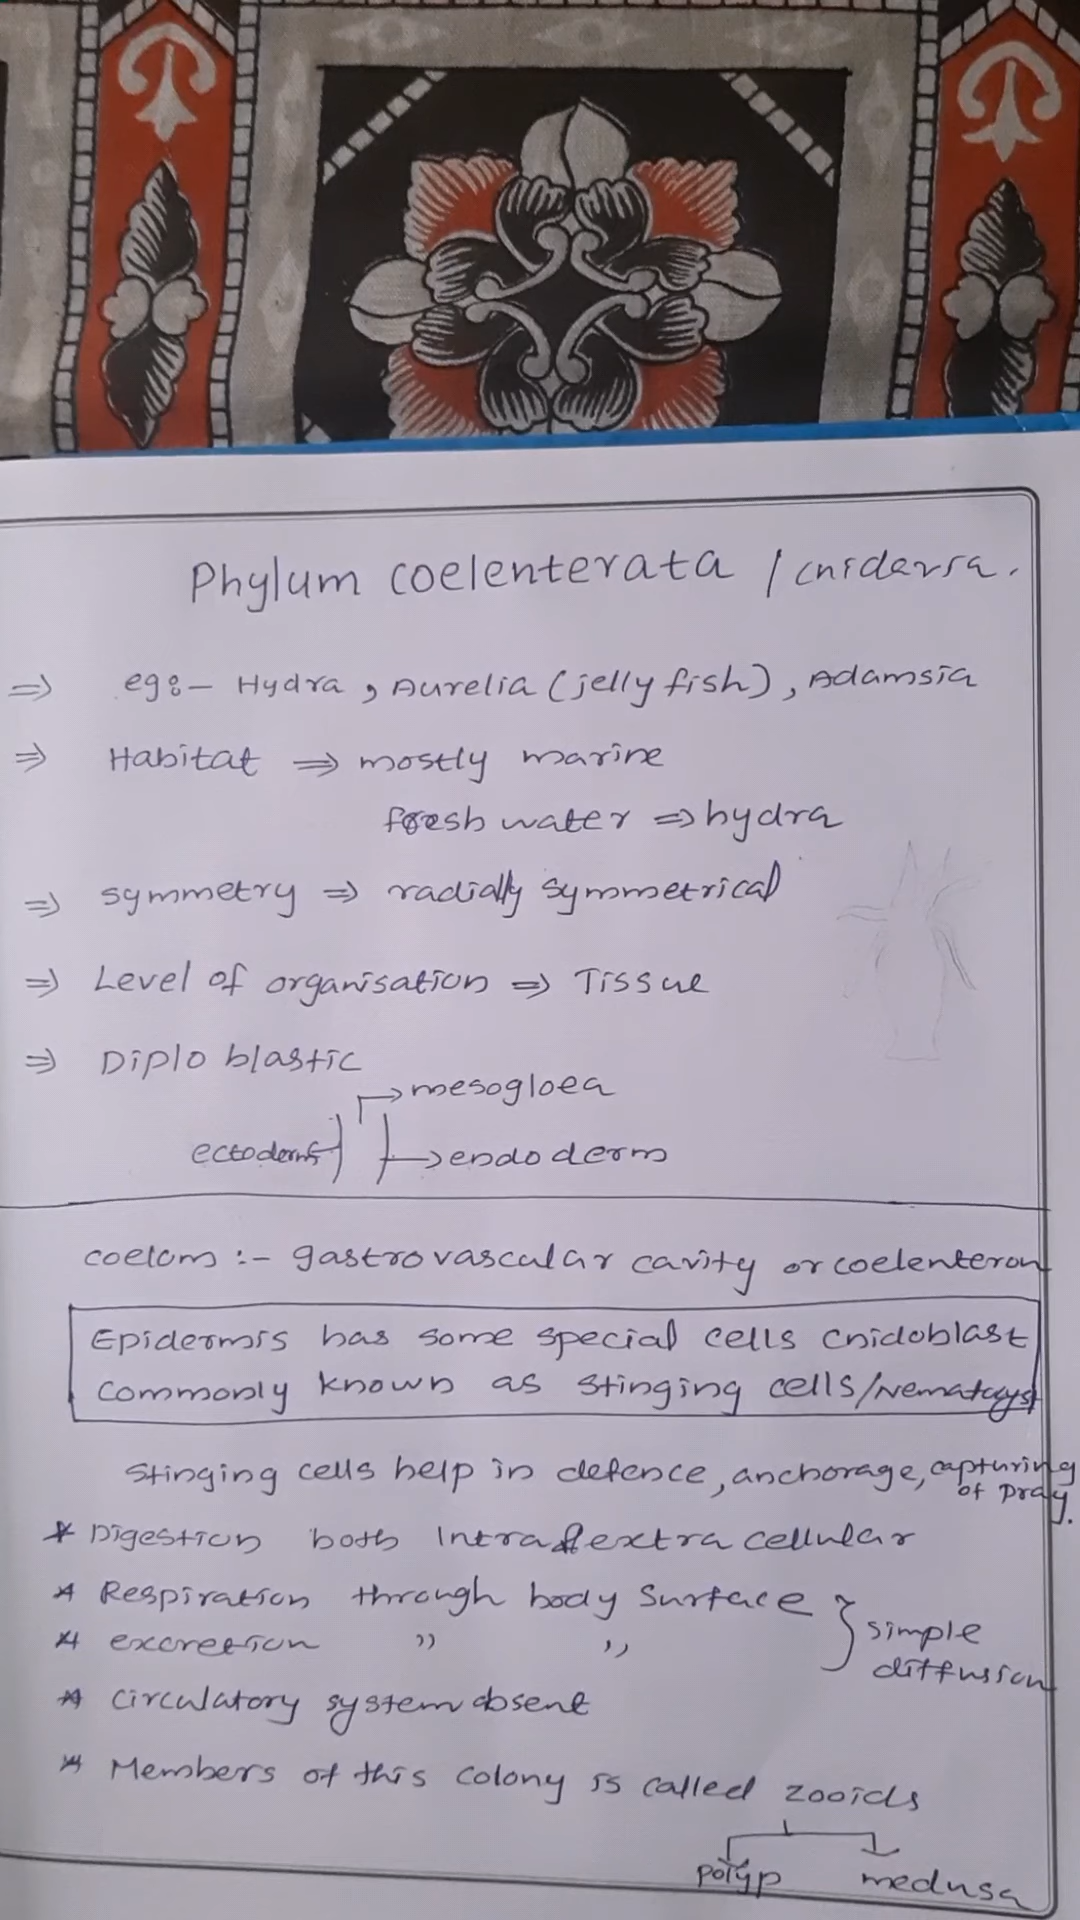 Phylum coelenterata / cnidarsa.
⇒ eg:- Hydra, Aurelia (jelly fish), Adamsia
⇒ Habitat ⇒ mostly marine
fresh water ⇒ hydra
⇒ symmetry ⇒ radially symmetrical
⇒ Level of organisation ⇒ Tissue
⇒ Diplo blastic
→ mesogloea
ectoderm → endoderm
coelom :- gastrovascular cavity or coelenteron
Epidermis has some special cells cnidoblast
commonly known as stinging cells/Nematcyst
Stinging cells help in defence, anchorage, capturing
of Pray.
* Digestion both Intra & extra cellular
* Respiration through body surface } simple
* excretion ,, ,, diffusion
* circulatory system absent
* Members of this colony is called zooids
polyp medusa